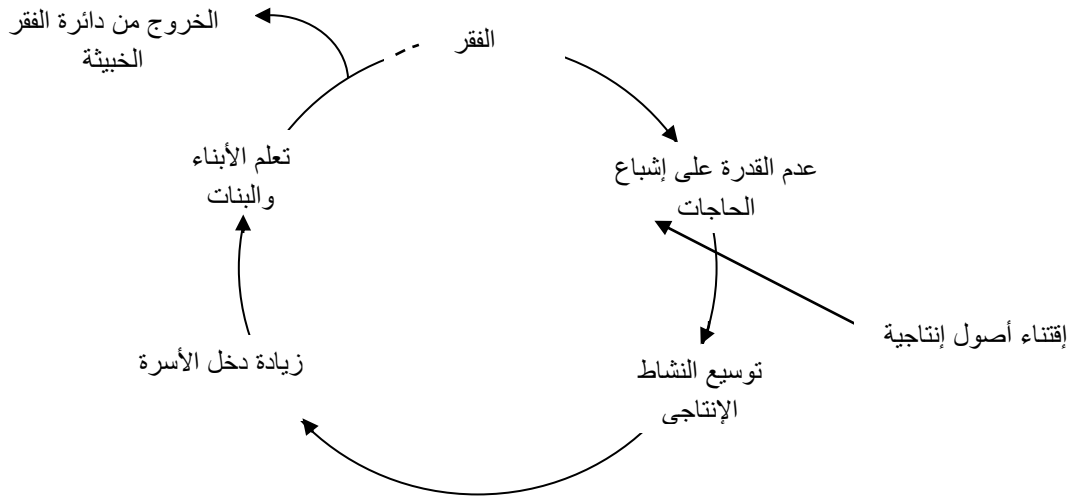 الخروج من دائرة الفقر
الخبيثة
الفقر
عدم القدرة على إشباع
الحاجات
إقتناء أصول إنتاجية
توسيع النشاط
الإنتاجى
زيادة دخل الأسرة
تعلم الأبناء
والبنات